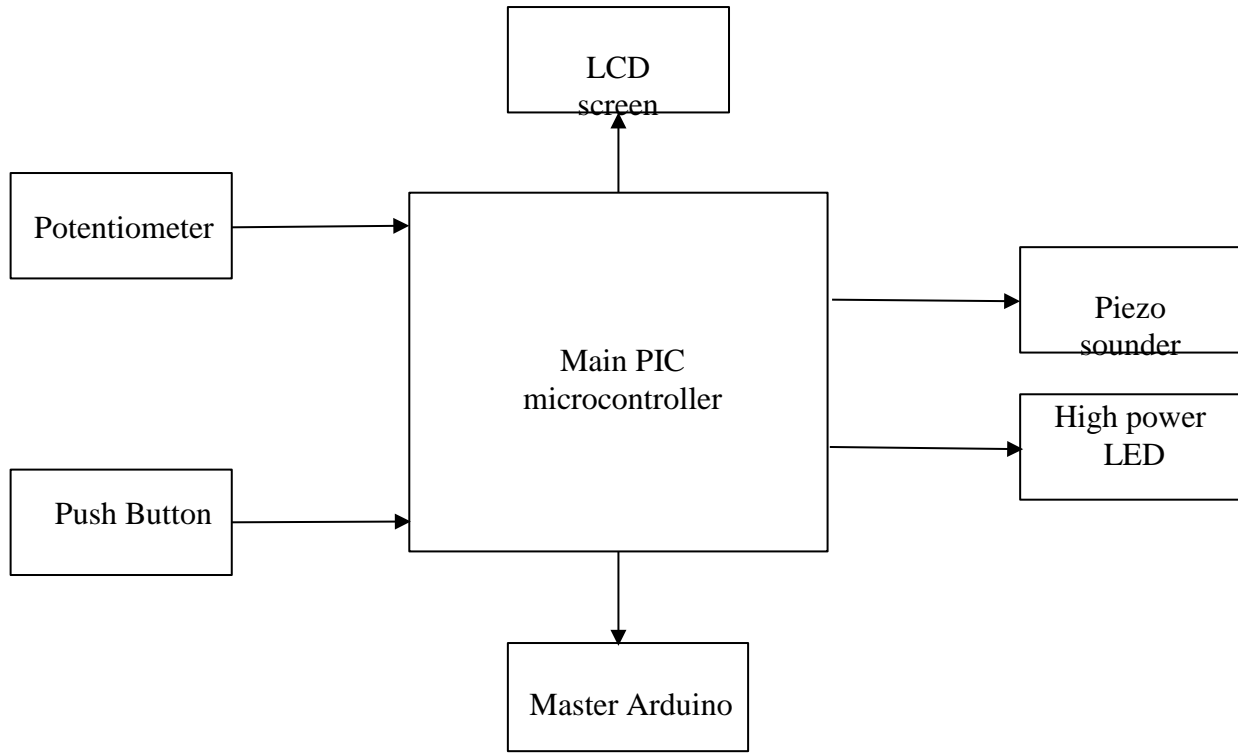 LCD
screen
Potentiometer
Piezo
sounder
Main PIC
microcontroller
High power
LED
Push Button
Master Arduino